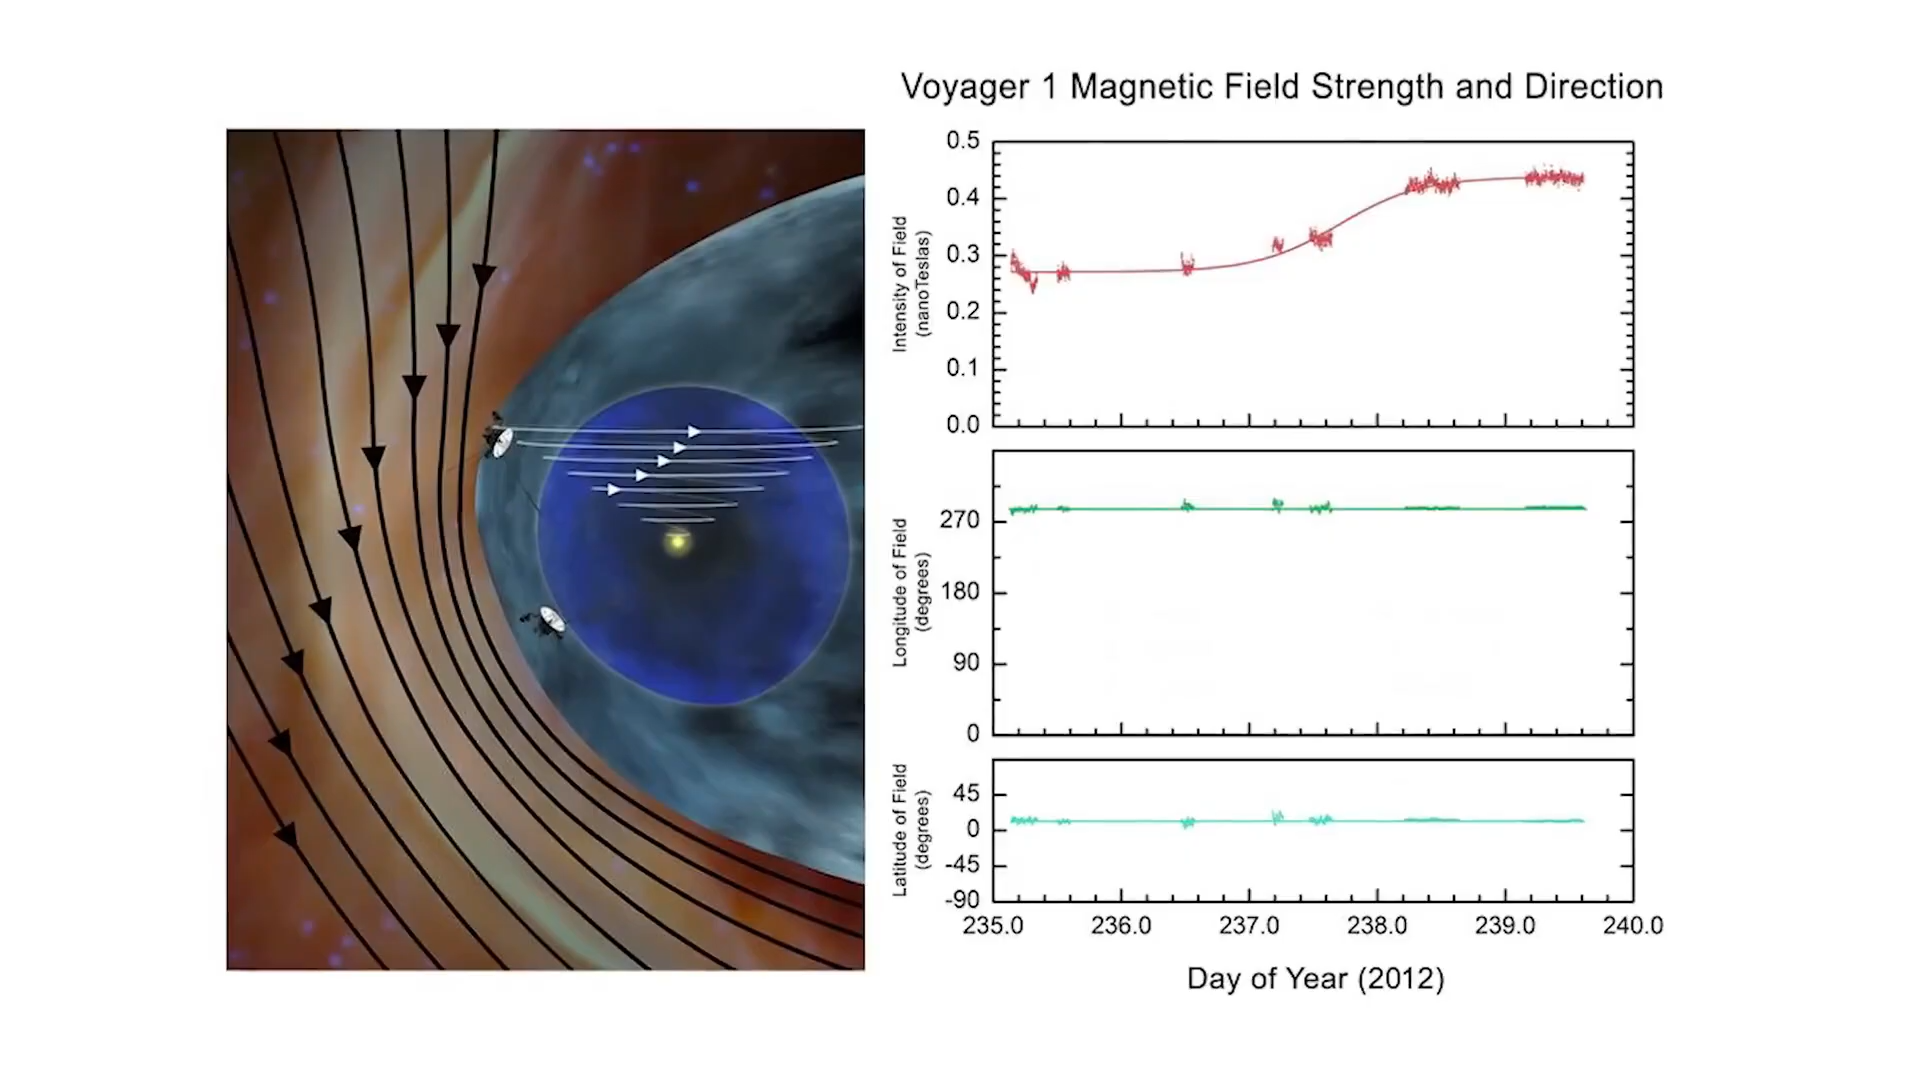 Voyager 1 Magnetic Field Strength and Direction
Intensity of Field
(nanoTeslas)
0.5
0.4
0.3
0.2
0.1
0.0
Longitude of Field
(degrees)
270
180
90
0
Latitude of Field
(degrees)
45
0
-45
-90
235.0 236.0 237.0 238.0 239.0 240.0
Day of Year (2012)